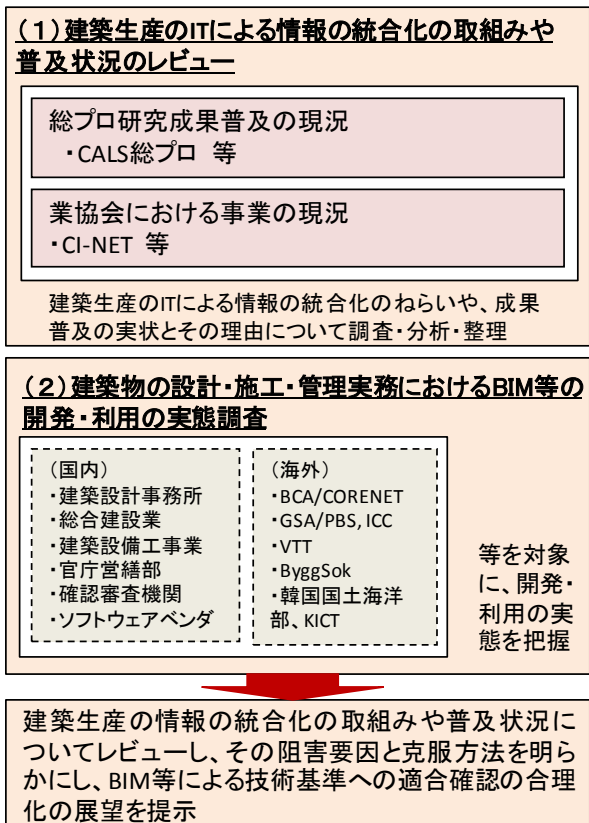 （１）建築生産のITによる情報の統合化の取組みや
普及状況のレビュー
総プロ研究成果普及の現況
・CALS総プロ 等
業協会における事業の現況
・CI-NET 等
建築生産のITによる情報の統合化のねらいや、成果
普及の実状とその理由について調査・分析・整理
（２）建築物の設計・施工・管理実務におけるBIM等の
開発・利用の実態調査
（国内）
・建築設計事務所
・総合建設業
・建築設備工事業
・官庁営繕部
・確認審査機関
・ソフトウェアベンダ
（海外）
・BCA/CORENET
・GSA/PBS, ICC
・VTT
・ByggSok
・韓国国土海洋
部、KICT
等を対象
に、開発・
利用の実
態を把握
建築生産の情報の統合化の取組みや普及状況に
ついてレビューし、その阻害要因と克服方法を明ら
かにし、BIM等による技術基準への適合確認の合理
化の展望を提示